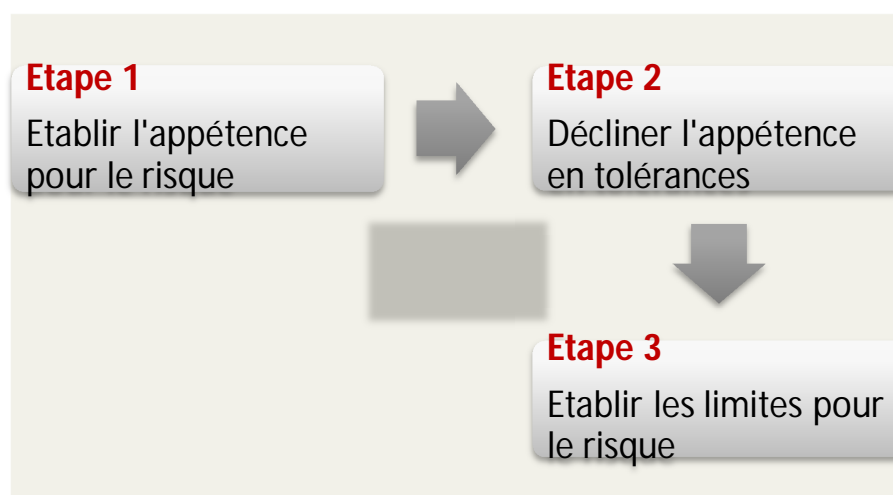 Etape 1
Etablir l'appétence
pour le risque
Etape 2
Décliner l'appétence
en tolérances
Etape 3
Etablir les limites pour
le risque